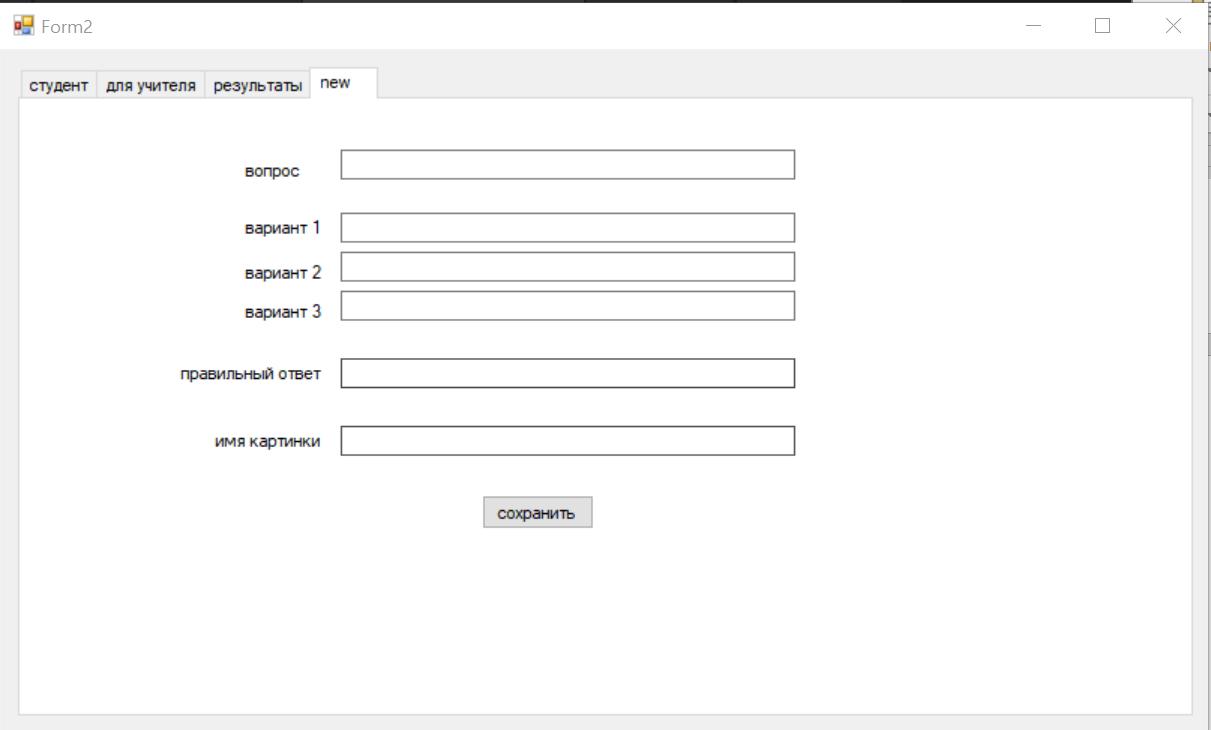 Form2
студент для учителя результаты new
вопрос
вариант 1
вариант 2
вариант 3
правильный ответ
имя картинки
сохранить